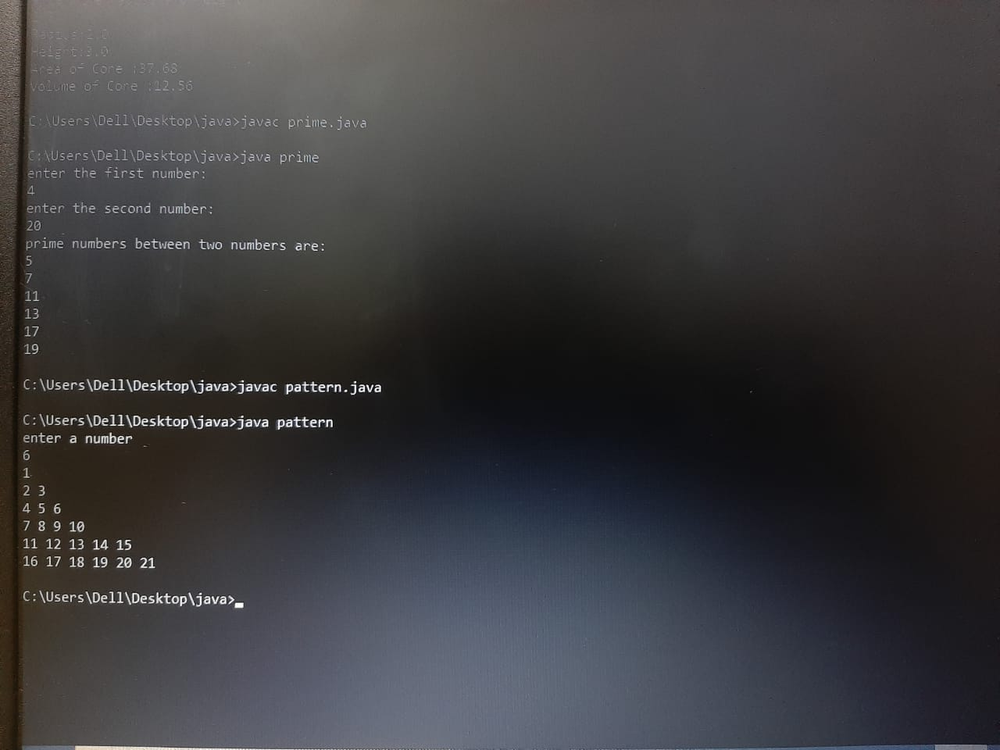 Radius:2.0
Height:3.0
Area of Cone :37.68
Volume of Cone :12.56
C:\Users\Dell\Desktop\java>javac prime.java
C:\Users\Dell\Desktop\java>java prime
enter the first number:
4
enter the second number:
20
prime numbers between two numbers are:
5
7
11
13
17
19
C:\Users\Dell\Desktop\java>javac pattern.java
C:\Users\Dell\Desktop\java>java pattern
enter a number
6
1
2 3
4 5 6
7 8 9 10
11 12 13 14 15
16 17 18 19 20 21
C:\Users\Dell\Desktop\java>